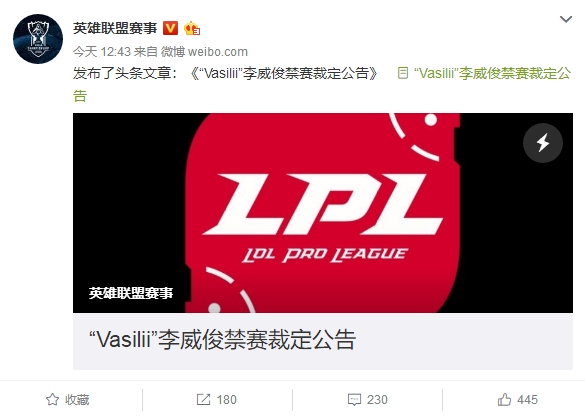 英雄联盟赛事
今天 12:43 来自 微博 weibo.com
发布了头条文章：《“Vasilii”李威俊禁赛裁定公告》 “Vasilii”李威俊禁赛裁定公
告
LPL
LOL PRO LEAGUE
英雄联盟赛事
“Vasilii”李威俊禁赛裁定公告
收藏 180 230 445